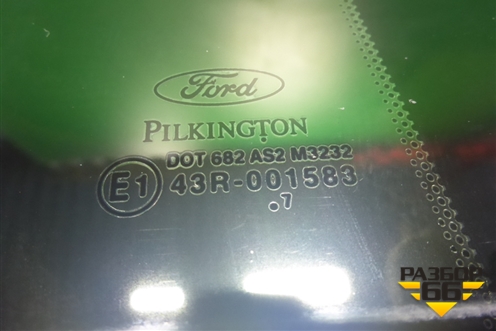 Ford
PILKINGTON
DOT 682 AS2 M3232
E1 43R-001583
.7
РАЗБОР
66